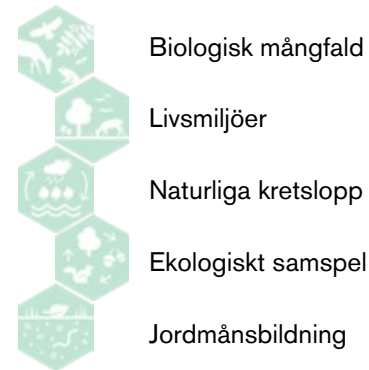 Biologisk mångfald
Livsmiljöer
Naturliga kretslopp
Ekologiskt samspel
Jordmånsbildning